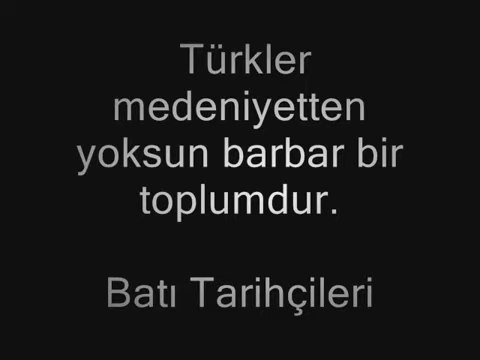 Türkler
medeniyetten
yoksun barbar bir
toplumdur.
Batı Tarihçileri